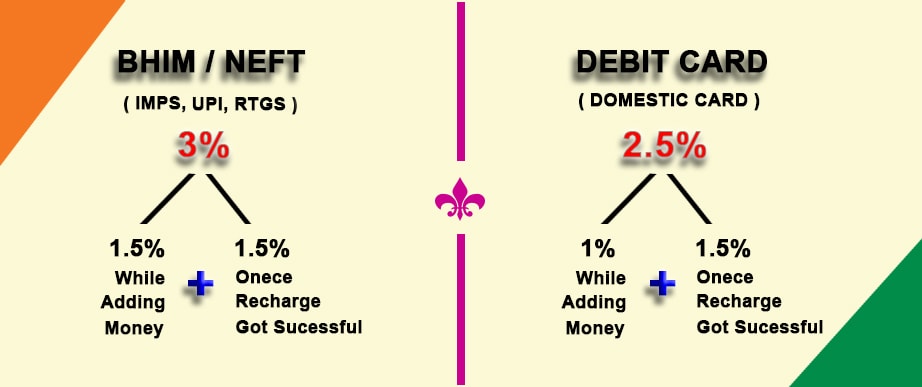 BHIM / NEFT
( IMPS, UPI, RTGS )
3%
1.5%
While
Adding
Money
+
1.5%
Onece
Recharge
Got Sucessful
DEBIT CARD
( DOMESTIC CARD )
2.5%
1%
While
Adding
Money
+
1.5%
Onece
Recharge
Got Sucessful